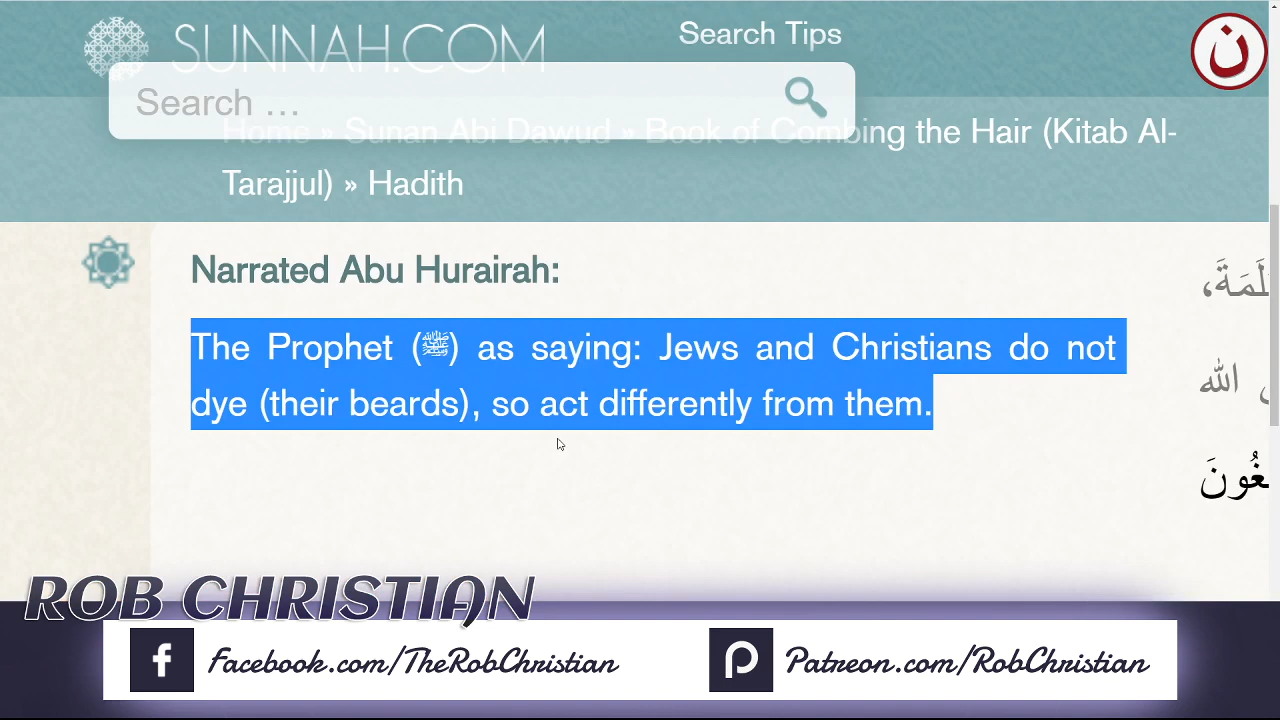 SUNNAH.COM
Search Tips
ن
Search ...
Home » Sunan Abi Dawud » Book of Combing the Hair (Kitab Al-
Tarajjul) » Hadith
Narrated Abu Hurairah:
The Prophet (ﷺ) as saying: Jews and Christians do not
dye (their beards), so act differently from them.
الله
ROB CHRISTIAN
Facebook.com/TheRobChristian
Patreon.com/RobChristian